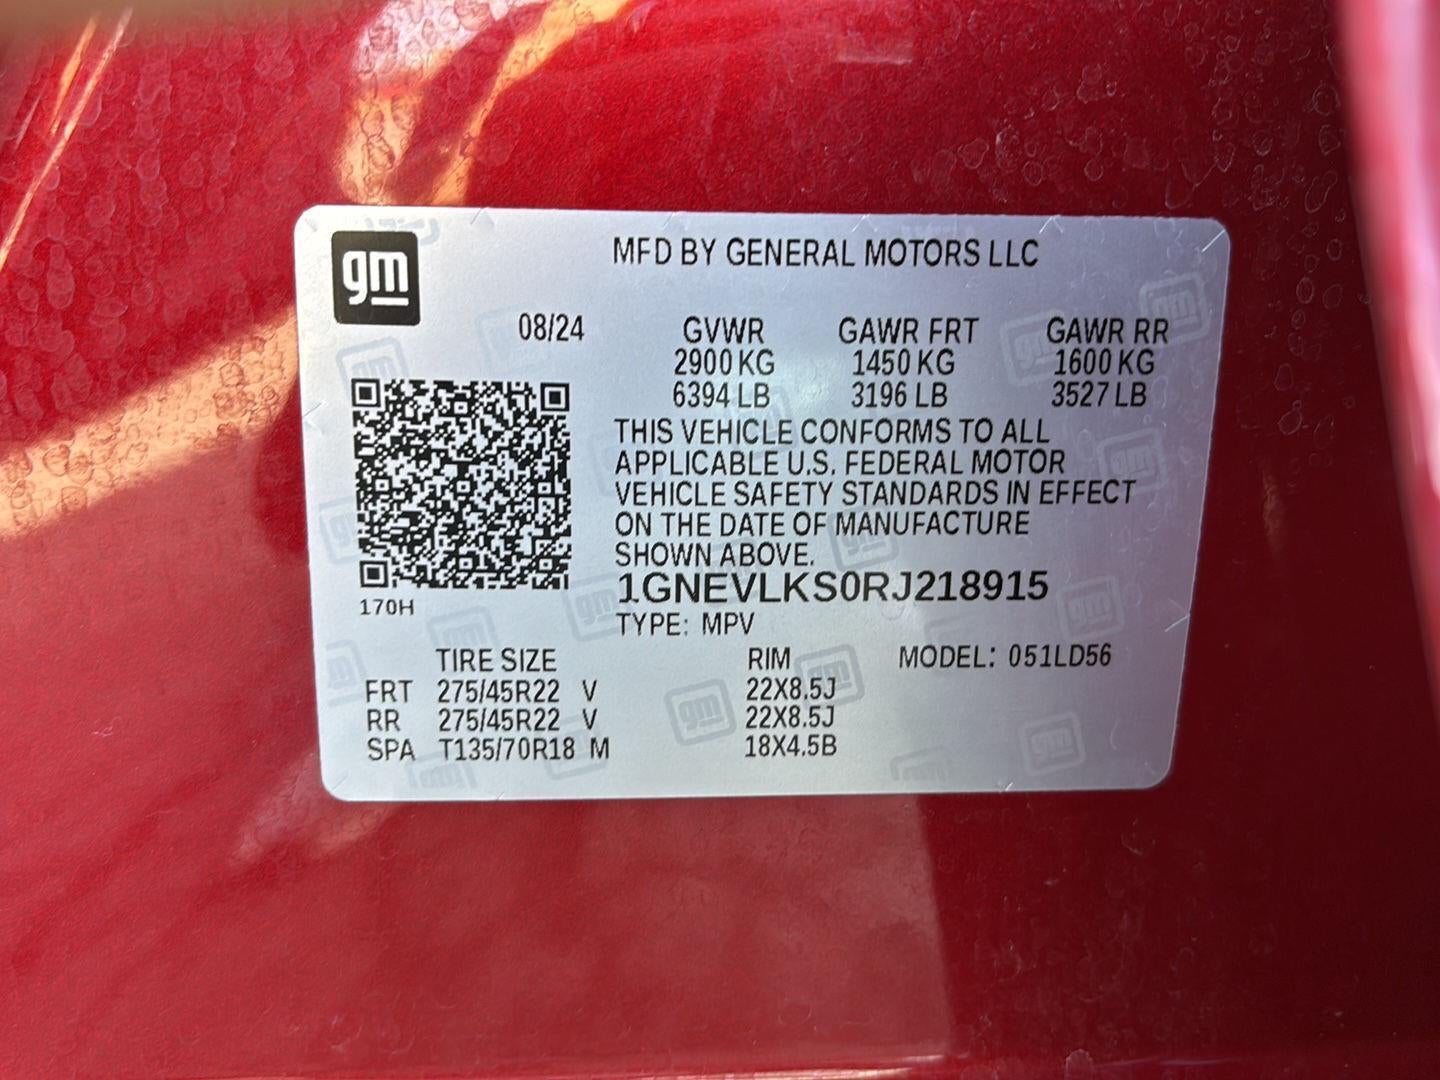 gm
MFD BY GENERAL MOTORS LLC
08/24 GVWR GAWR FRT GAWR RR
2900 KG 1450 KG 1600 KG
6394 LB 3196 LB 3527 LB
THIS VEHICLE CONFORMS TO ALL
APPLICABLE U.S. FEDERAL MOTOR
VEHICLE SAFETY STANDARDS IN EFFECT
ON THE DATE OF MANUFACTURE
SHOWN ABOVE.
1GNEVLKS0RJ218915
170H
TYPE: MPV
TIRE SIZE RIM MODEL: 051LD56
FRT 275/45R22 V 22X8.5J
RR 275/45R22 V 22X8.5J
SPA T135/70R18 M 18X4.5B